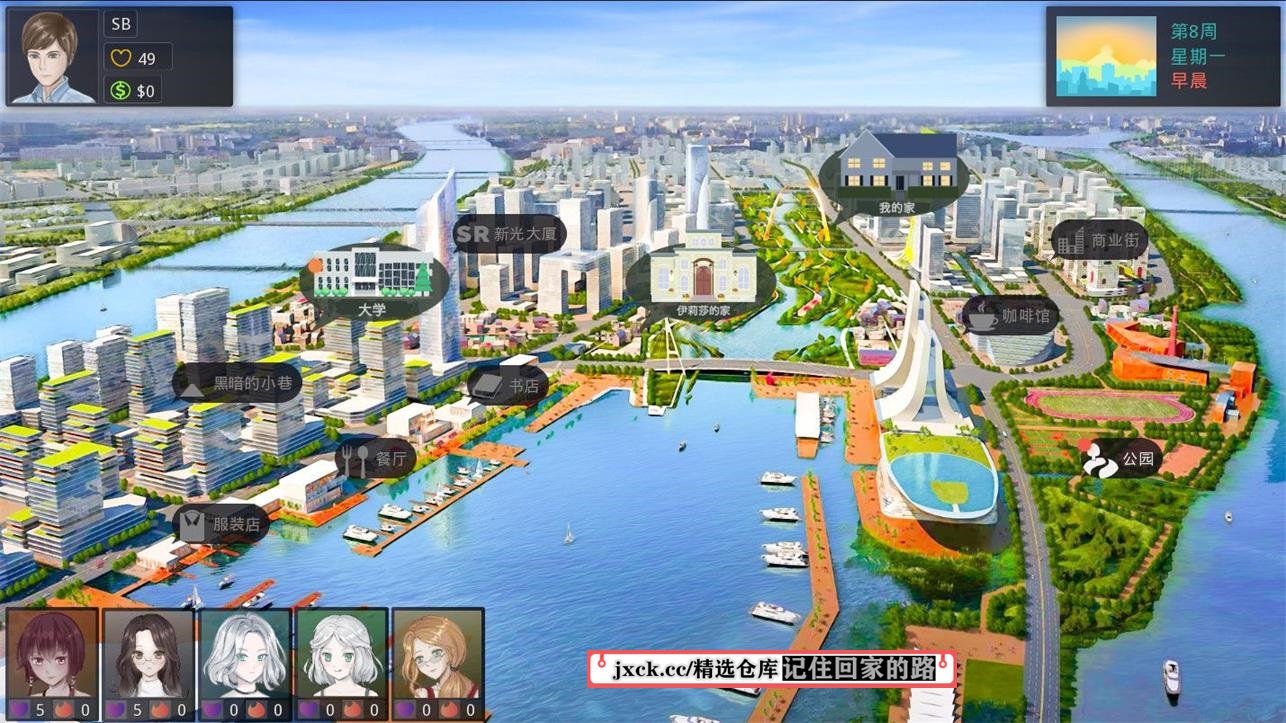 SB
49
$0
第8周
星期一
早晨
我的家
SR 新光大厦
商业街
大学
伊莉莎的家
咖啡馆
黑暗的小巷
书店
餐厅
公园
服装店
5 0 5 0 0 0 0 0 0 0
jxck.cc/精选仓库记住回家的路